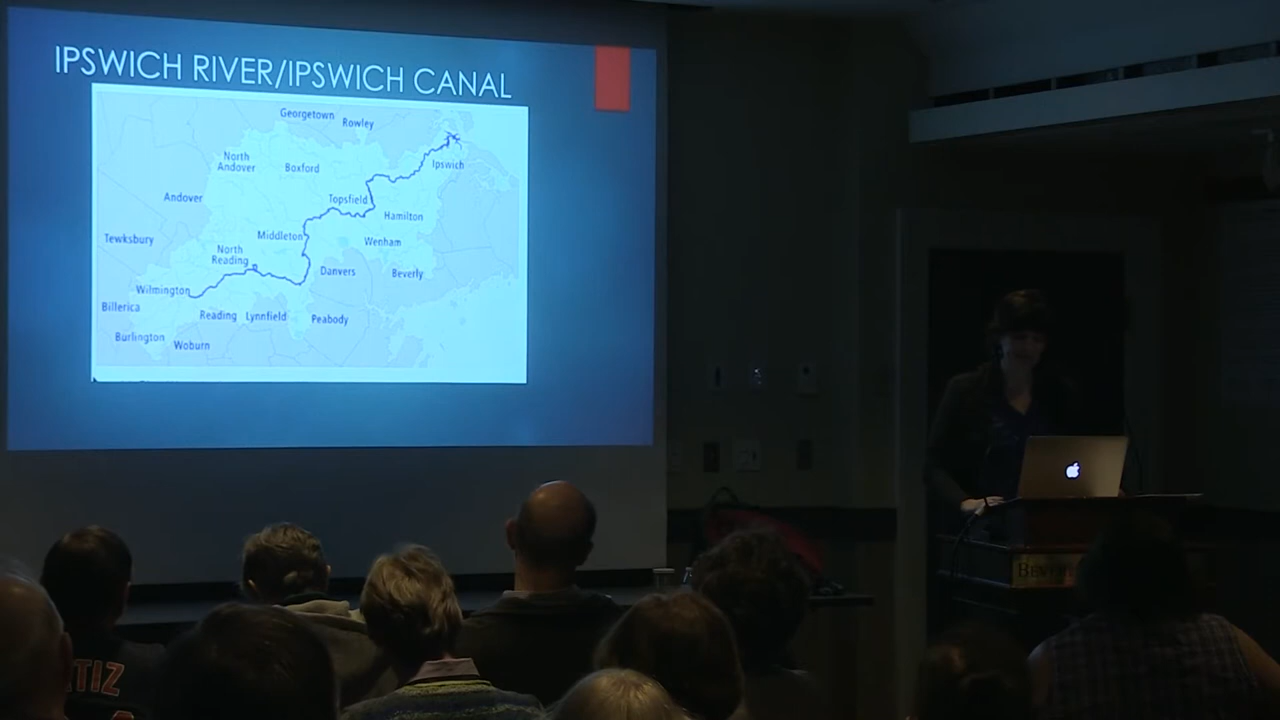 IPSWICH RIVER/IPSWICH CANAL
Georgetown
Rowley
North
Andover
Boxford
Ipswich
Andover
Topsfield
Hamilton
Tewksbury
Middleton
Wenham
North
Reading
Danvers
Beverly
Wilmington
Billerica
Reading
Lynnfield
Peabody
Burlington
Woburn
TIZ